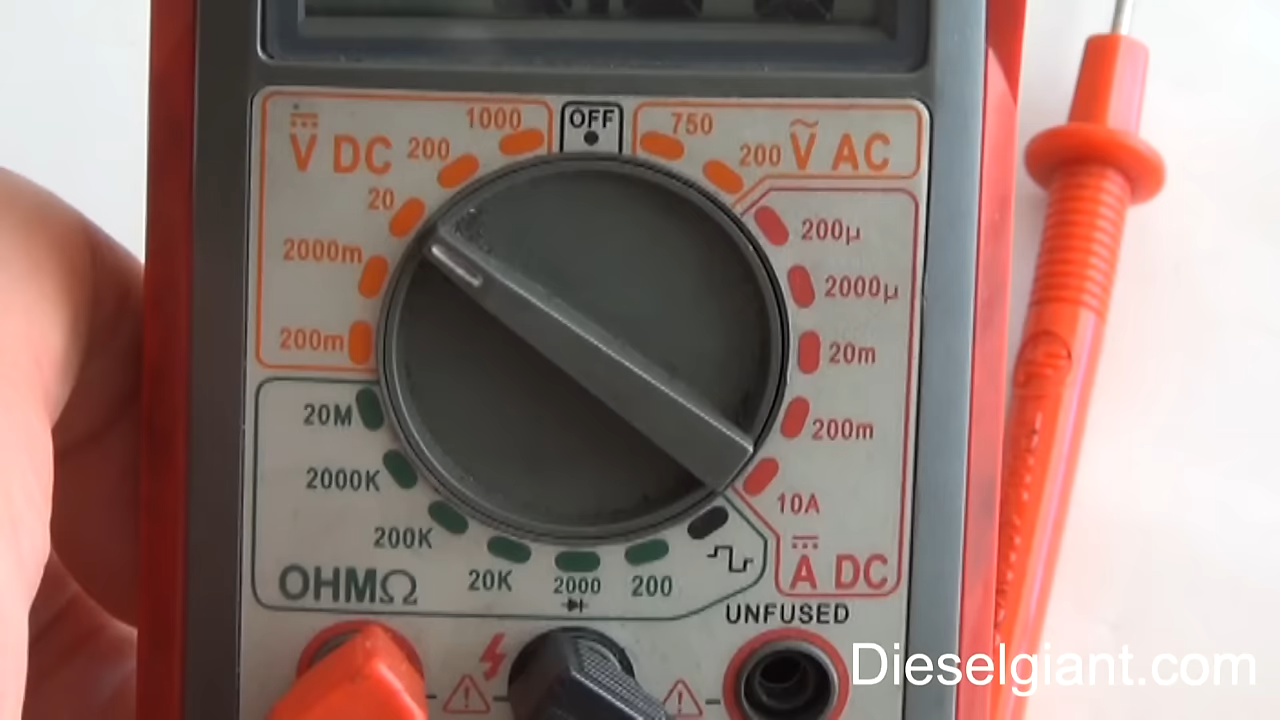 1000
OFF
750
V DC
200
200
V AC
20
200µ
2000m
2000µ
200m
20m
20M
200m
2000K
10A
200K
OHMΩ
20K
2000
200
A DC
UNFUSED
Dieselgiant.com